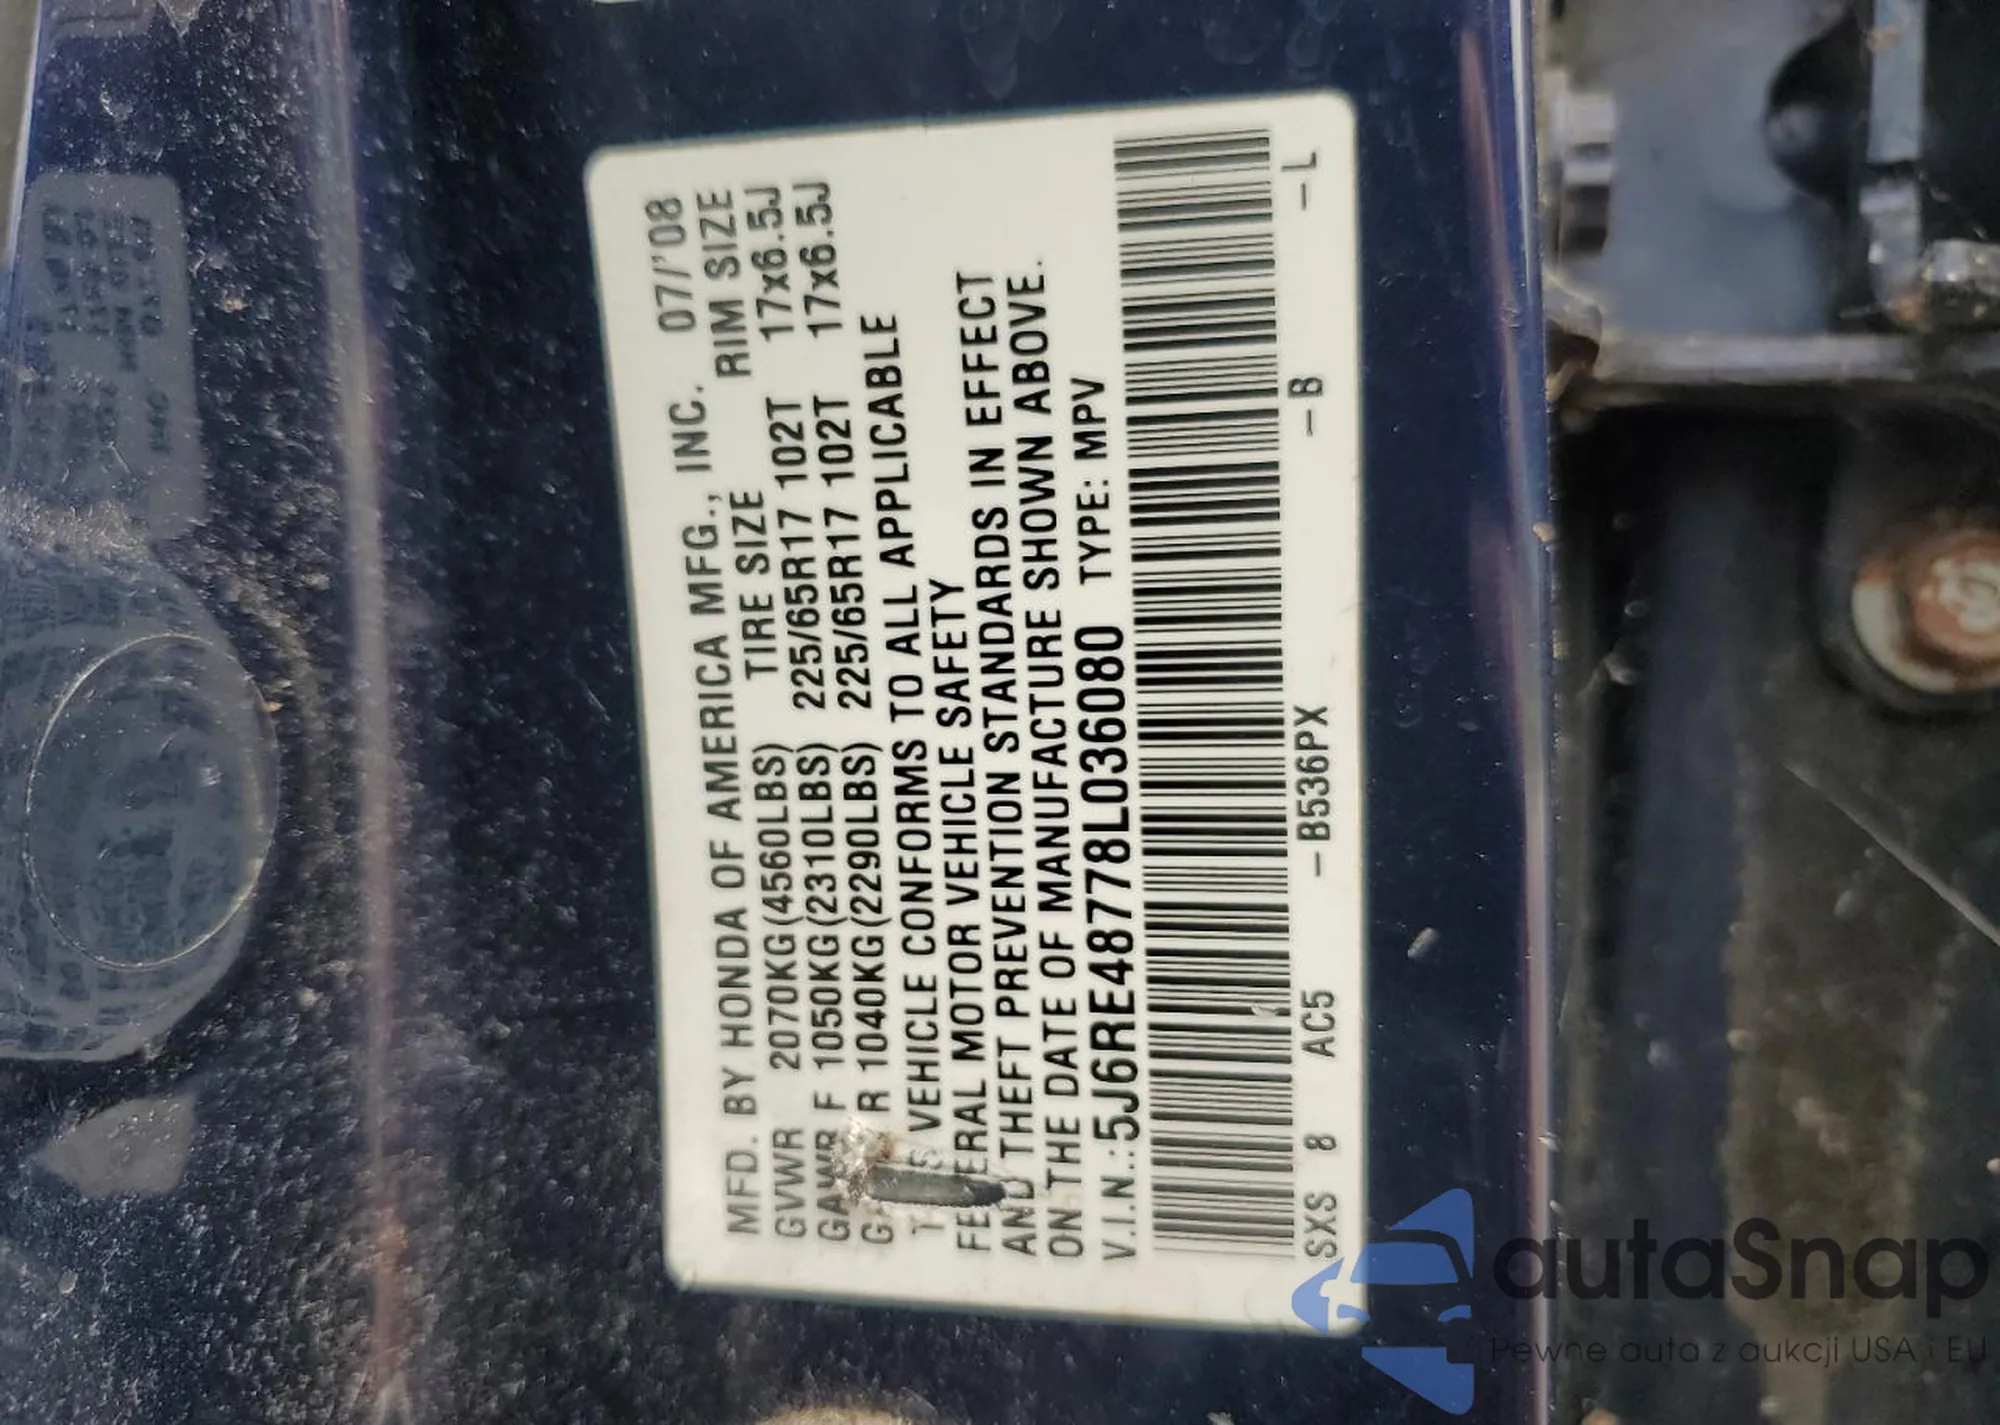 MFD. BY HONDA OF AMERICA MFG., INC. 07/'08
TIRE SIZE RIM SIZE
GVWR 2070KG(4560LBS)
GAWR F 1050KG(2310LBS) 225/65R17 102T 17x6.5J
R 1040KG(2290LBS) 225/65R17 102T 17x6.5J
VEHICLE CONFORMS TO ALL APPLICABLE
FEDERAL MOTOR VEHICLE SAFETY
AND THEFT PREVENTION STANDARDS IN EFFECT
ON THE DATE OF MANUFACTURE SHOWN ABOVE.
V.I.N.:5J6RE48778L036080 TYPE: MPV
SXS 8 AC5 -B536PX -B -L
autaSnap
Pewne auta z aukcji USA i EU